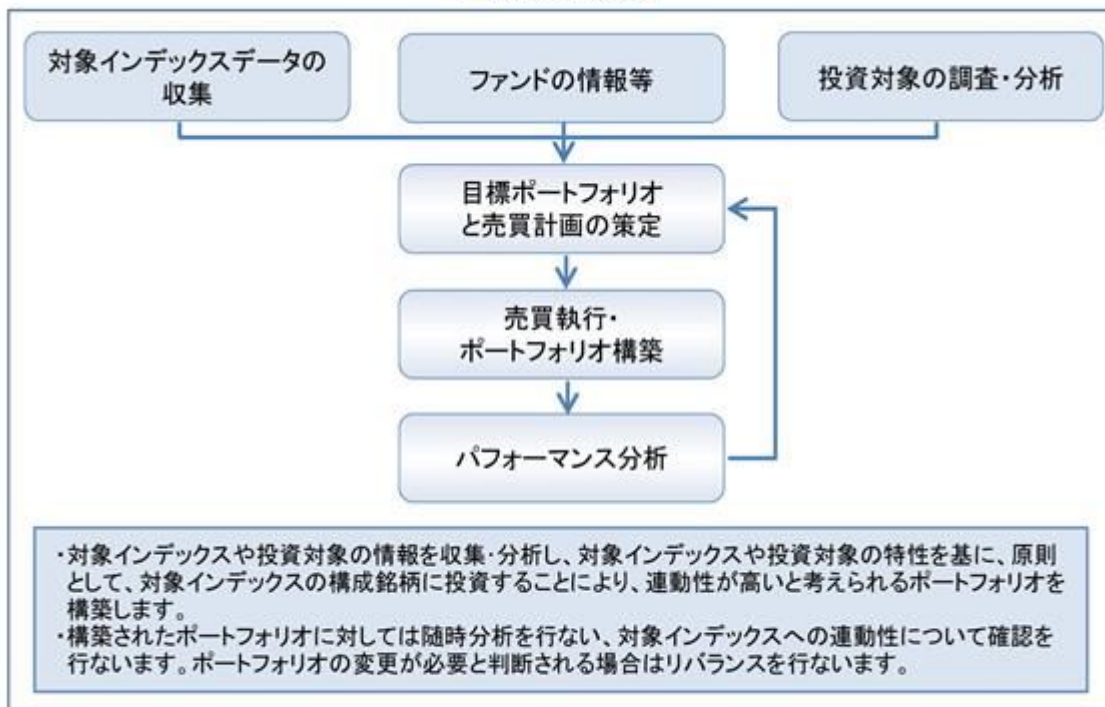 対象インデックスデータの
収集
ファンドの情報等
投資対象の調査・分析
目標ポートフォリオ
と売買計画の策定
売買執行・
ポートフォリオ構築
パフォーマンス分析
・対象インデックスや投資対象の情報を収集・分析し、対象インデックスや投資対象の特性を基に、原則
として、対象インデックスの構成銘柄に投資することにより、連動性が高いと考えられるポートフォリオを
構築します。
・構築されたポートフォリオに対しては随時分析を行ない、対象インデックスへの連動性について確認を
行ないます。ポートフォリオの変更が必要と判断される場合はリバランスを行ないます。